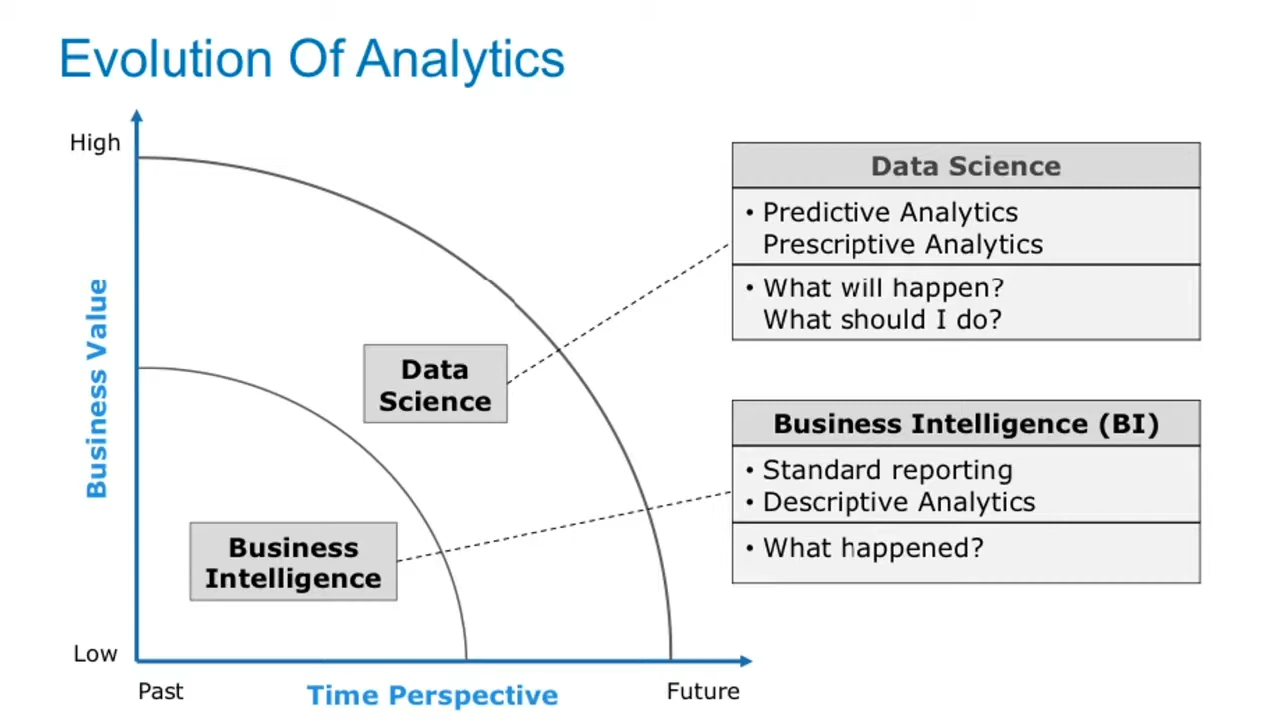 Evolution Of Analytics
High
Business Value
Low
Past
Time Perspective
Future
Data
Science
Business
Intelligence
Data Science
• Predictive Analytics
Prescriptive Analytics
• What will happen?
What should I do?
Business Intelligence (BI)
• Standard reporting
• Descriptive Analytics
• What happened?